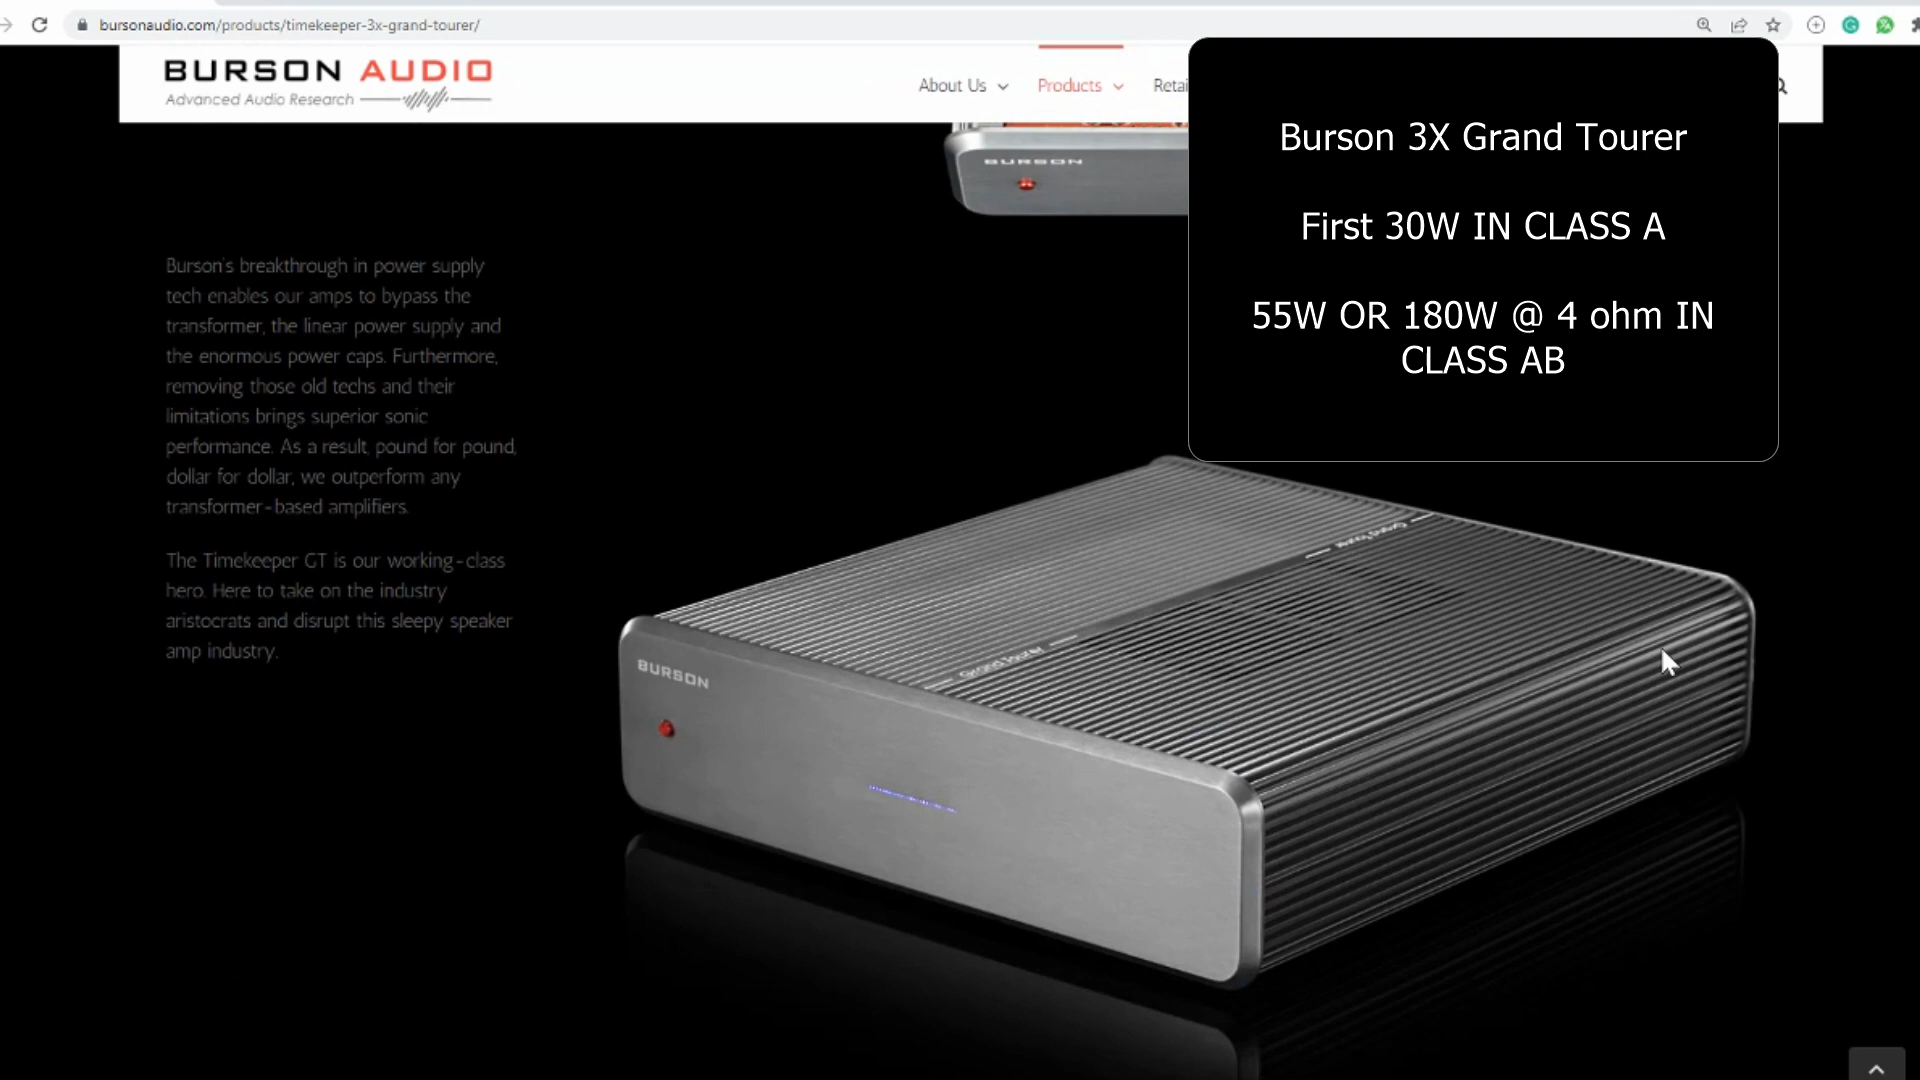 bursonaudio.com/products/timekeeper-3x-grand-tourer/
BURSON AUDIO
Advanced Audio Research
About Us
Products
Retai
BURSON
Burson 3X Grand Tourer
First 30W IN CLASS A
55W OR 180W @ 4 ohm IN
CLASS AB
Burson's breakthrough in power supply
tech enables our amps to bypass the
transformer, the linear power supply and
the enormous power caps. Furthermore,
removing those old techs and their
limitations brings superior sonic
performance. As a result, pound for pound,
dollar for dollar, we outperform any
transformer-based amplifiers.
The Timekeeper GT is our working-class
hero. Here to take on the industry
aristocrats and disrupt this sleepy speaker
amp industry.
Grand Tourer
Grand Tourer
BURSON